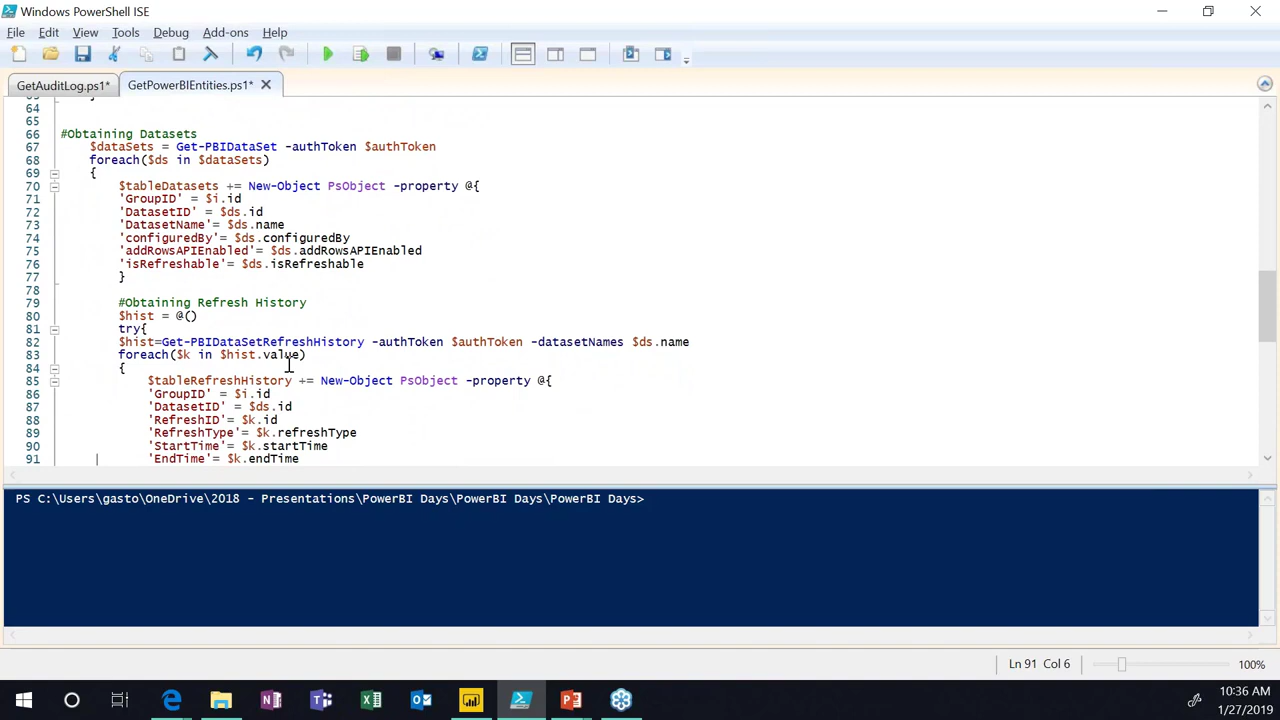 Windows PowerShell ISE
File Edit View Tools Debug Add-ons Help
GetAuditLog.ps1* GetPowerBIEntities.ps1*
64 }
65
66 #Obtaining Datasets
67 $dataSets = Get-PBIDataSet -authToken $authToken
68 foreach($ds in $dataSets)
69 {
70 $tableDatasets += New-Object PsObject -property @{
71 'GroupID' = $i.id
72 'DatasetID' = $ds.id
73 'DatasetName'= $ds.name
74 'configuredBy'= $ds.configuredBy
75 'addRowsAPIEnabled'= $ds.addRowsAPIEnabled
76 'isRefreshable'= $ds.isRefreshable
77 }
78
79 #Obtaining Refresh History
80 $hist = @()
81 try{
82 $hist=Get-PBIDataSetRefreshHistory -authToken $authToken -datasetNames $ds.name
83 foreach($k in $hist.value)
84 {
85 $tableRefreshHistory += New-Object PsObject -property @{
86 'GroupID' = $i.id
87 'DatasetID' = $ds.id
88 'RefreshID'= $k.id
89 'RefreshType'= $k.refreshType
90 'StartTime'= $k.startTime
91 'EndTime'= $k.endTime
PS C:\Users\gasto\OneDrive\2018 - Presentations\PowerBI Days\PowerBI Days\PowerBI Days>
Ln 91 Col 6 100%
10:36 AM
1/27/2019